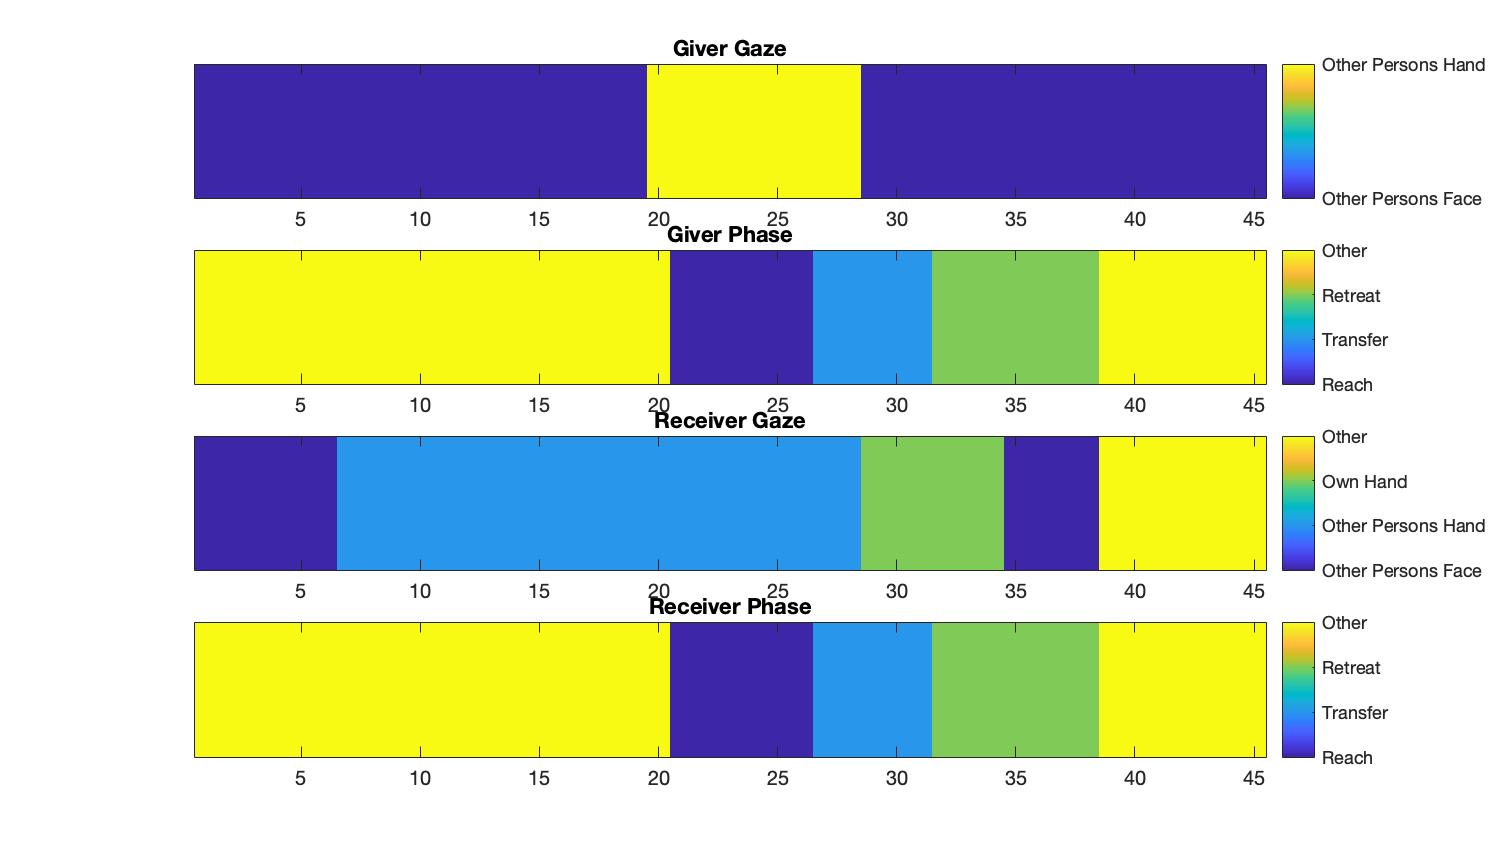 Giver Gaze
Other Persons Hand
Other Persons Face
5 10 15 20 25 30 35 40 45
Giver Phase
Other
Retreat
Transfer
Reach
5 10 15 20 25 30 35 40 45
Receiver Gaze
Other
Own Hand
Other Persons Hand
Other Persons Face
5 10 15 20 25 30 35 40 45
Receiver Phase
Other
Retreat
Transfer
Reach
5 10 15 20 25 30 35 40 45